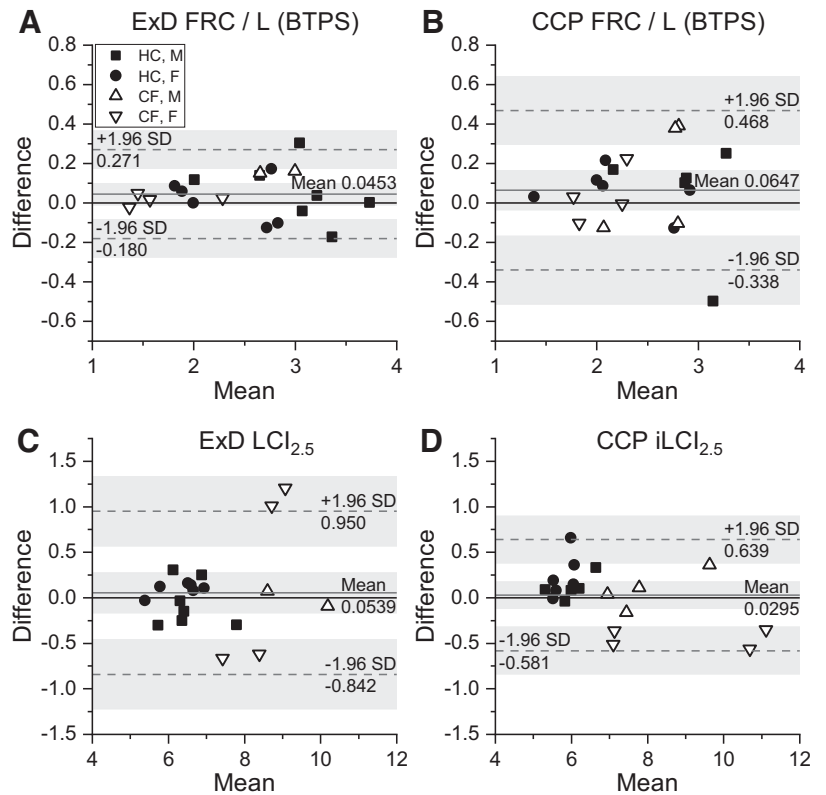 A ExD FRC / L (BTPS)
0.8
0.6
0.4
0.2
0.0
-0.2
-0.4
-0.6
Difference
HC, M
HC, F
CF, M
CF, F
+1.96 SD
0.271
Mean 0.0453
-1.96 SD
-0.180
1 2 3 4
Mean
B CCP FRC / L (BTPS)
0.8
0.6
0.4
0.2
0.0
-0.2
-0.4
-0.6
Difference
+1.96 SD
0.468
Mean 0.0647
-1.96 SD
-0.338
1 2 3 4
Mean
C ExD LCI2.5
1.5
1.0
0.5
0.0
-0.5
-1.0
-1.5
Difference
+1.96 SD
0.950
Mean
0.0539
-1.96 SD
-0.842
4 6 8 10 12
Mean
D CCP iLCI2.5
1.5
1.0
0.5
0.0
-0.5
-1.0
-1.5
Difference
+1.96 SD
0.639
Mean
0.0295
-1.96 SD
-0.581
4 6 8 10 12
Mean